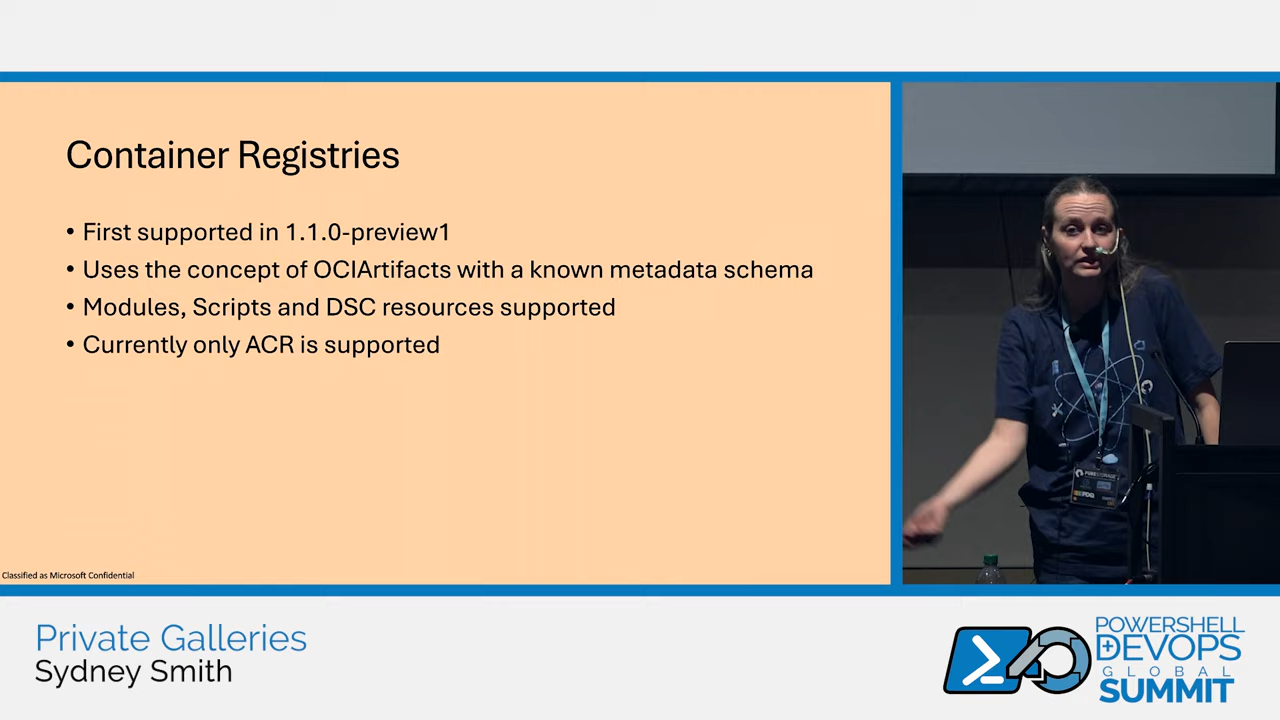 Container Registries
• First supported in 1.1.0-preview1
• Uses the concept of OCIArtifacts with a known metadata schema
• Modules, Scripts and DSC resources supported
• Currently only ACR is supported
Classified as Microsoft Confidential
Private Galleries
Sydney Smith
POWERSHELL
DEVOPS
GLOBAL
SUMMIT